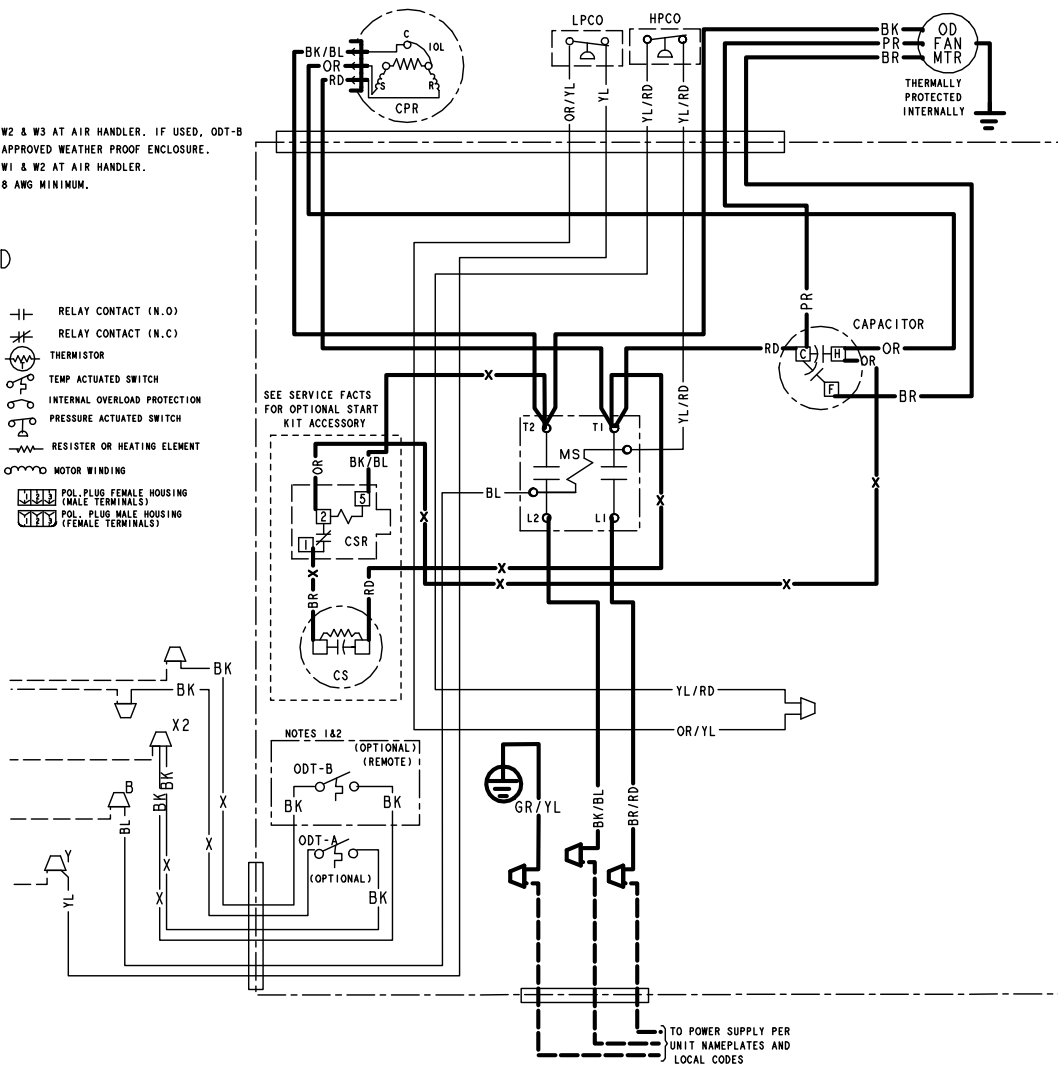 LPCO
HPCO
C
IOL
BK/BL
OR
RD
S
R
CPR
BK
PR
BR
OD
FAN
MTR
THERMALLY
PROTECTED
INTERNALLY
OR/YL
YL
YL/RD
YL/RD
W2 & W3 AT AIR HANDLER. IF USED, ODT-B
APPROVED WEATHER PROOF ENCLOSURE.
W1 & W2 AT AIR HANDLER.
8 AWG MINIMUM.
D
RELAY CONTACT (N.O)
RELAY CONTACT (N.C)
THERMISTOR
TEMP ACTUATED SWITCH
INTERNAL OVERLOAD PROTECTION
PRESSURE ACTUATED SWITCH
RESISTER OR HEATING ELEMENT
MOTOR WINDING
1 2 3
POL.PLUG FEMALE HOUSING
(MALE TERMINALS)
1 2 3
POL. PLUG MALE HOUSING
(FEMALE TERMINALS)
PR
CAPACITOR
RD
C
H
OR
OR
F
BR
X
SEE SERVICE FACTS
FOR OPTIONAL START
KIT ACCESSORY
YL/RD
T2
T1
MS
BL
L2
L1
OR
BK/BL
5
2
1
CSR
X
X
X
X
X
X
X
BR
RD
CS
BK
BK
X2
BK
BK
B
BL
Y
YL
X
X
X
X
NOTES 1&2
(OPTIONAL)
(REMOTE)
ODT-B
BK
BK
ODT-A
(OPTIONAL)
BK
YL/RD
OR/YL
GR/YL
BK/BL
BR/RD
TO POWER SUPPLY PER
UNIT NAMEPLATES AND
LOCAL CODES